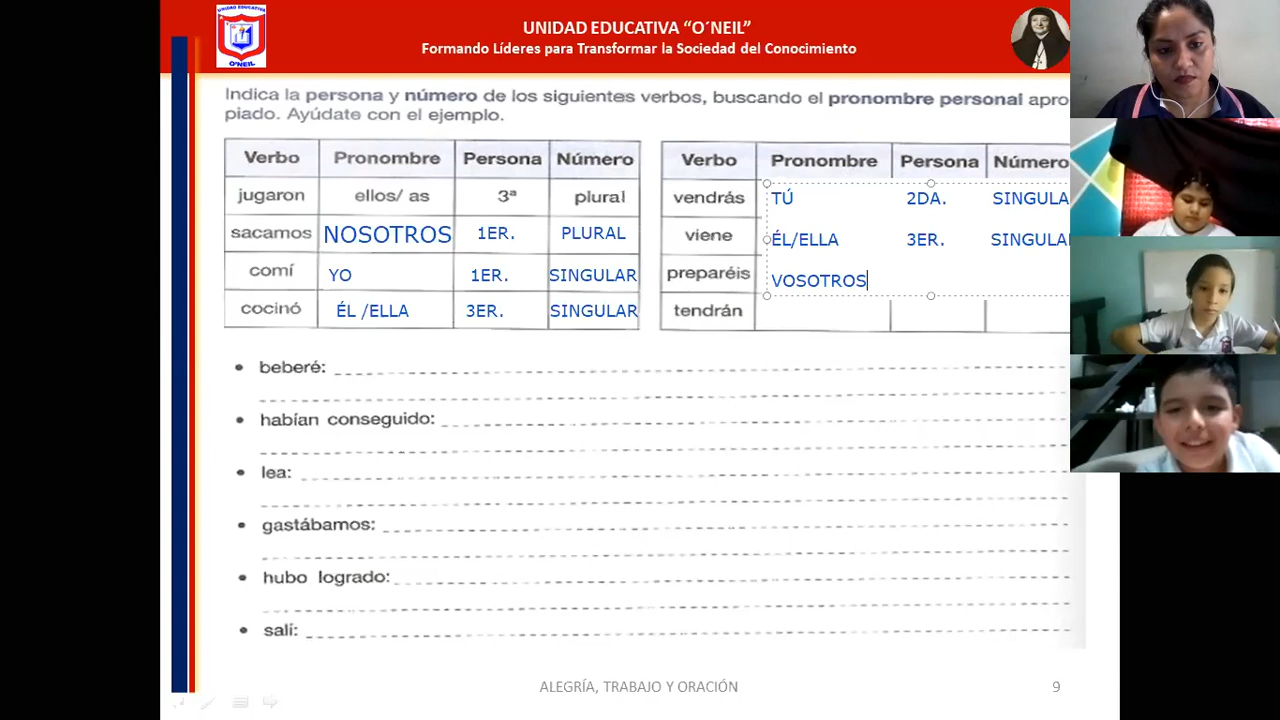 UNIDAD EDUCATIVA
O´NEIL
UNIDAD EDUCATIVA “O´NEIL”
Formando Líderes para Transformar la Sociedad del Conocimiento
Indica la persona y número de los siguientes verbos, buscando el pronombre personal apro
piado. Ayúdate con el ejemplo.
Verbo Pronombre Persona Número
jugaron ellos/ as 3ª plural
sacamos NOSOTROS 1ER. PLURAL
comí YO 1ER. SINGULAR
cocinó ÉL /ELLA 3ER. SINGULAR
Verbo Pronombre Persona Número
vendrás TÚ 2DA. SINGULA
viene ÉL/ELLA 3ER. SINGULA
preparéis VOSOTROS
tendrán
• beberé:
• habían conseguido:
• lea:
• gastábamos:
• hubo logrado:
• salí:
ALEGRÍA, TRABAJO Y ORACIÓN
9